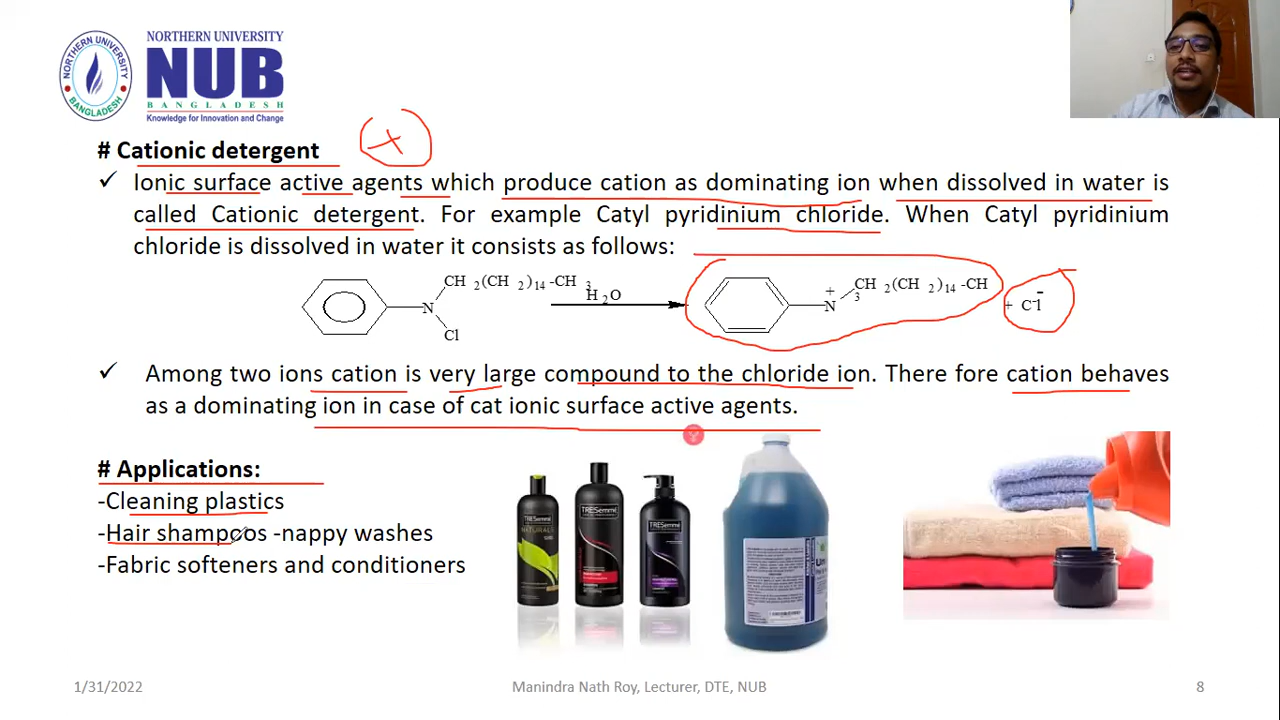 NORTHERN UNIVERSITY
NUB
BANGLADESH
Knowledge for Innovation and Change
NORTHERN UNIVERSITY
BANGLADESH
# Cationic detergent +
✓ Ionic surface active agents which produce cation as dominating ion when dissolved in water is
called Cationic detergent. For example Catyl pyridinium chloride. When Catyl pyridinium
chloride is dissolved in water it consists as follows:
CH 2(CH 2)14 -CH 3
N
Cl
H 2O
+
N
CH 2(CH 2)14 -CH
3
+ Cl-
✓ Among two ions cation is very large compound to the chloride ion. There fore cation behaves
as a dominating ion in case of cat ionic surface active agents.
# Applications:
-Cleaning plastics
-Hair shampoos -nappy washes
-Fabric softeners and conditioners
TRESemmé
NATURALS
TRESemmé
TRESemmé
1/31/2022
Manindra Nath Roy, Lecturer, DTE, NUB
8